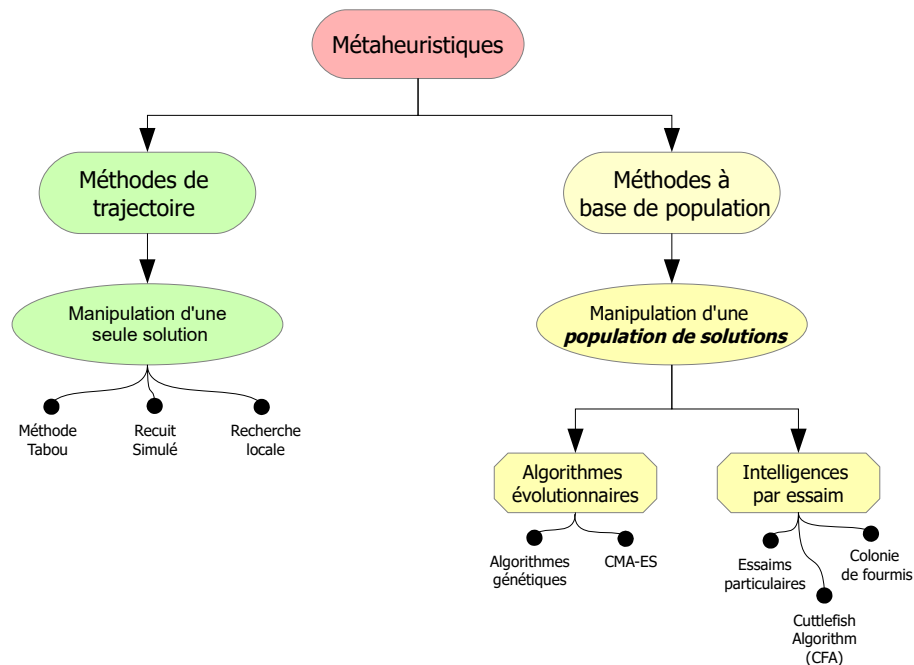 Métaheuristiques
Méthodes de
trajectoire
Méthodes à
base de population
Manipulation d'une
seule solution
Manipulation d'une
population de solutions
Méthode
Tabou
Recuit
Simulé
Recherche
locale
Algorithmes
évolutionnaires
Intelligences
par essaim
Algorithmes
génétiques
CMA-ES
Essaims
particulaires
Cuttlefish
Algorithm
(CFA)
Colonie
de fourmis